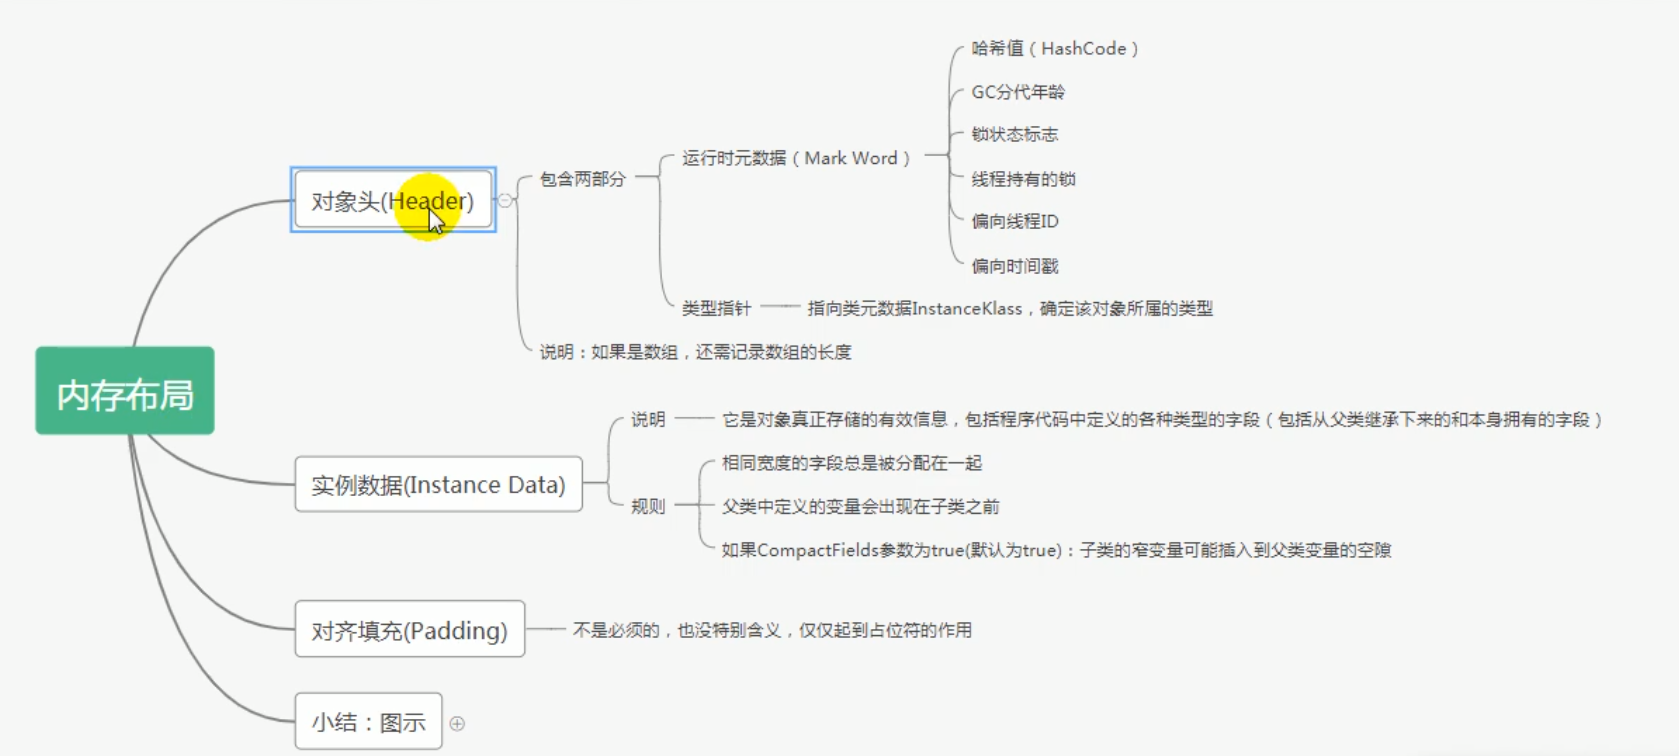 内存布局
对象头(Header)
包含两部分
运行时元数据（Mark Word）
哈希值（HashCode）
GC分代年龄
锁状态标志
线程持有的锁
偏向线程ID
偏向时间戳
类型指针
指向类元数据InstanceKlass，确定该对象所属的类型
说明：如果是数组，还需记录数组的长度
实例数据(Instance Data)
说明
它是对象真正存储的有效信息，包括程序代码中定义的各种类型的字段（包括从父类继承下来的和本身拥有的字段）
规则
相同宽度的字段总是被分配在一起
父类中定义的变量会出现在子类之前
如果CompactFields参数为true(默认为true)：子类的窄变量可能插入到父类变量的空隙
对齐填充(Padding)
不是必须的，也没特别含义，仅仅起到占位符的作用
小结：图示